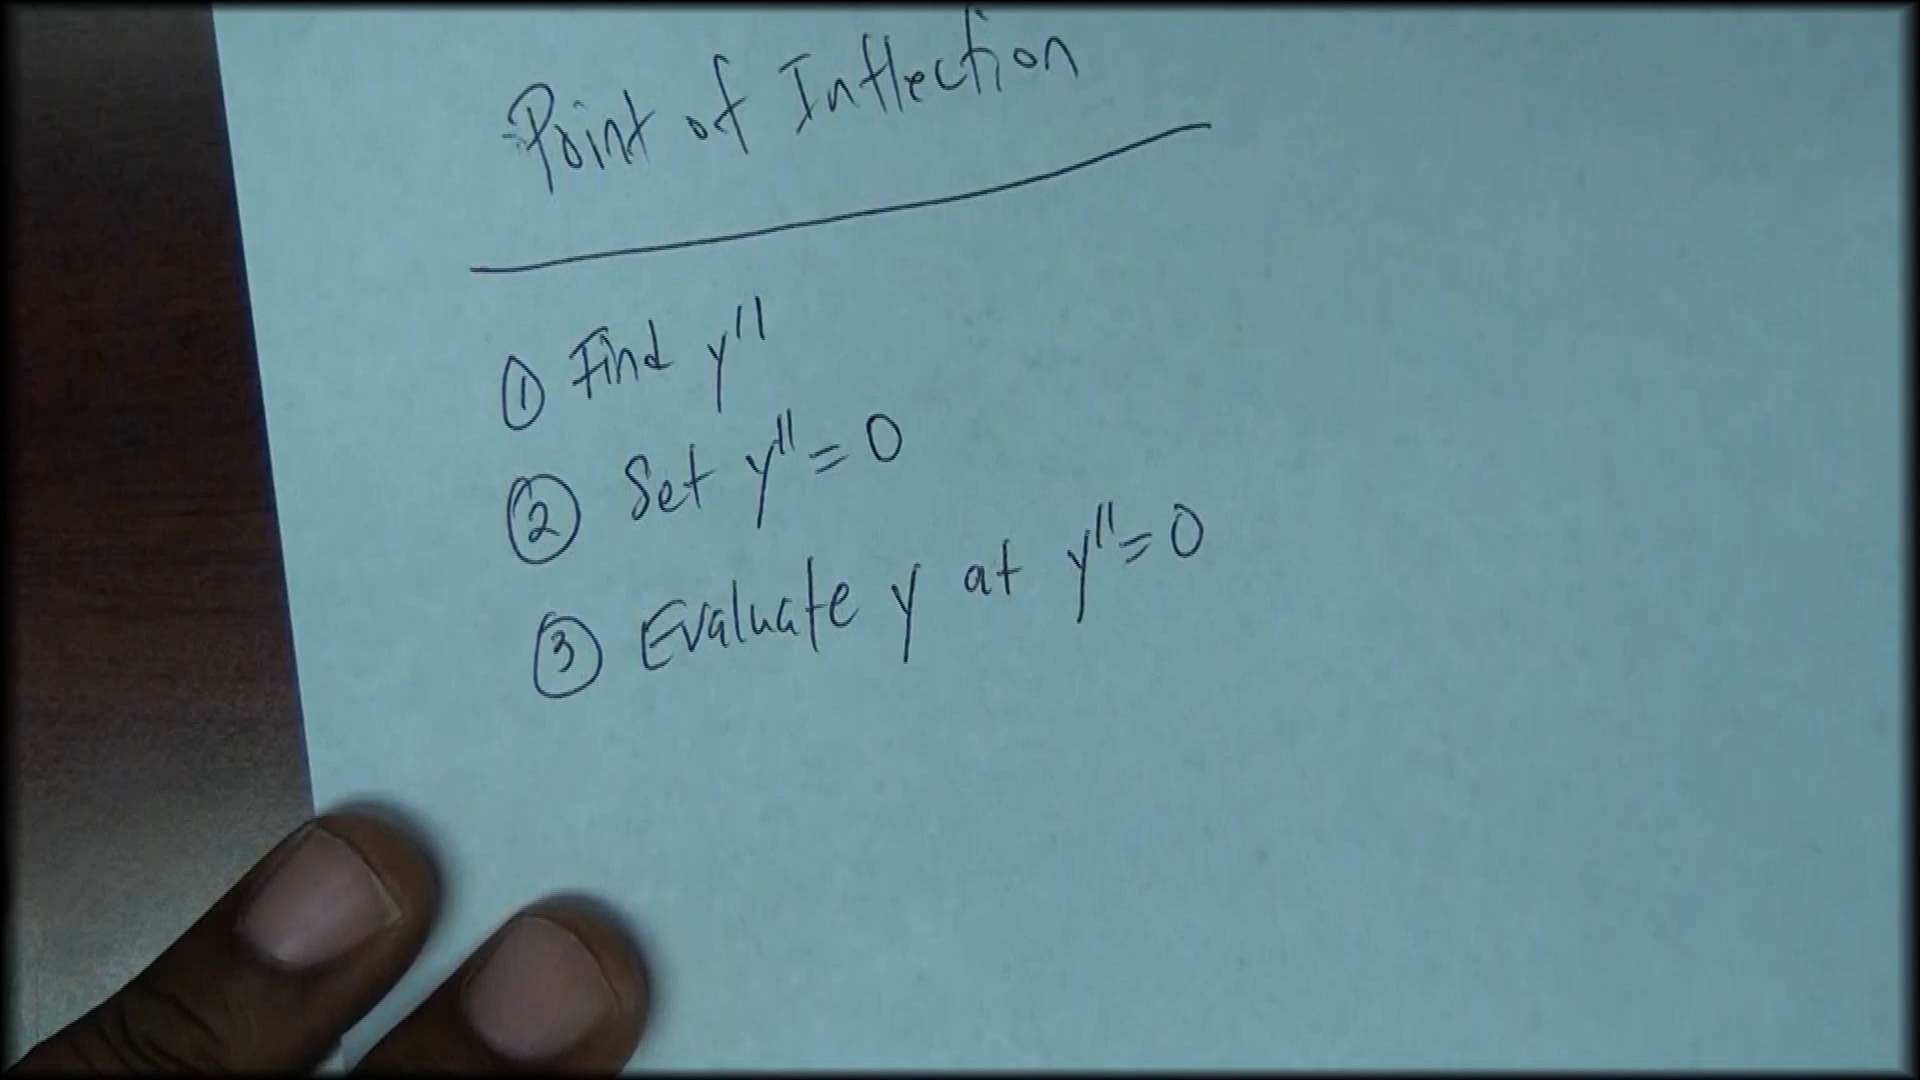 Point of Inflection
① Find y''
② Set y'' = 0
③ Evaluate y at y'' = 0